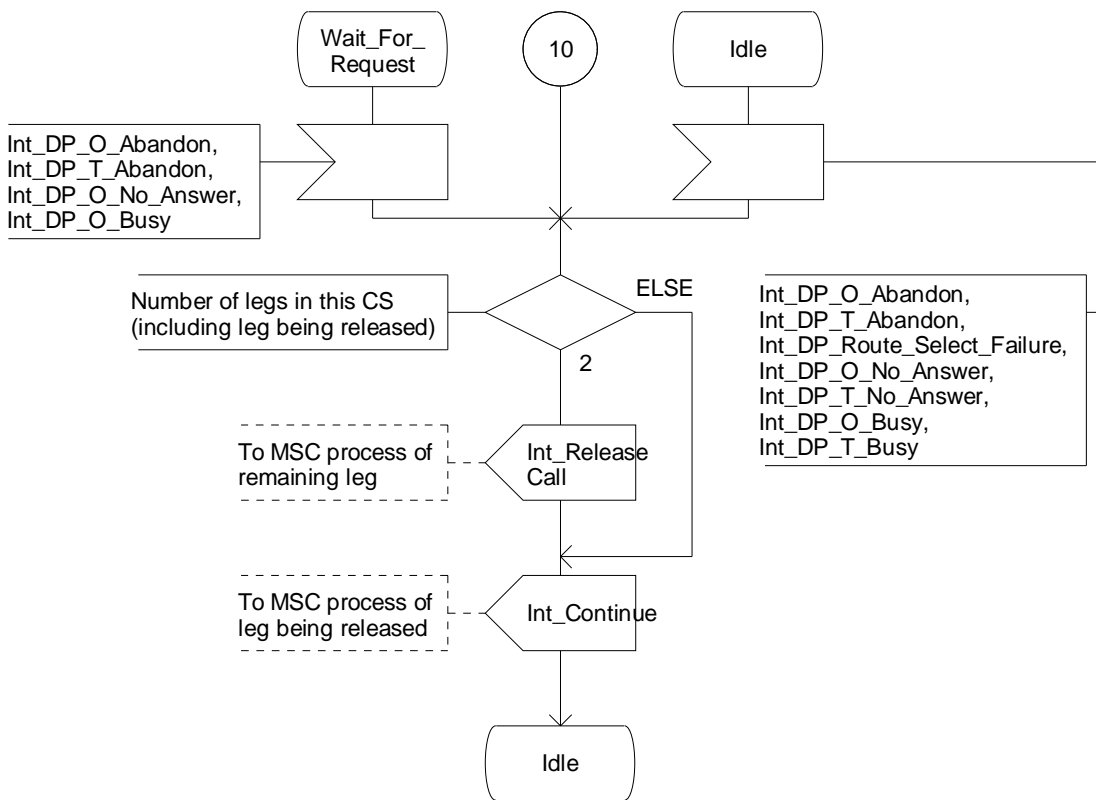 Wait_For_
Request
10
Idle
Int_DP_O_Abandon,
Int_DP_T_Abandon,
Int_DP_O_No_Answer,
Int_DP_O_Busy
Number of legs in this CS
(including leg being released)
ELSE
2
Int_DP_O_Abandon,
Int_DP_T_Abandon,
Int_DP_Route_Select_Failure,
Int_DP_O_No_Answer,
Int_DP_T_No_Answer,
Int_DP_O_Busy,
Int_DP_T_Busy
To MSC process of
remaining leg
Int_Release
Call
To MSC process of
leg being released
Int_Continue
Idle